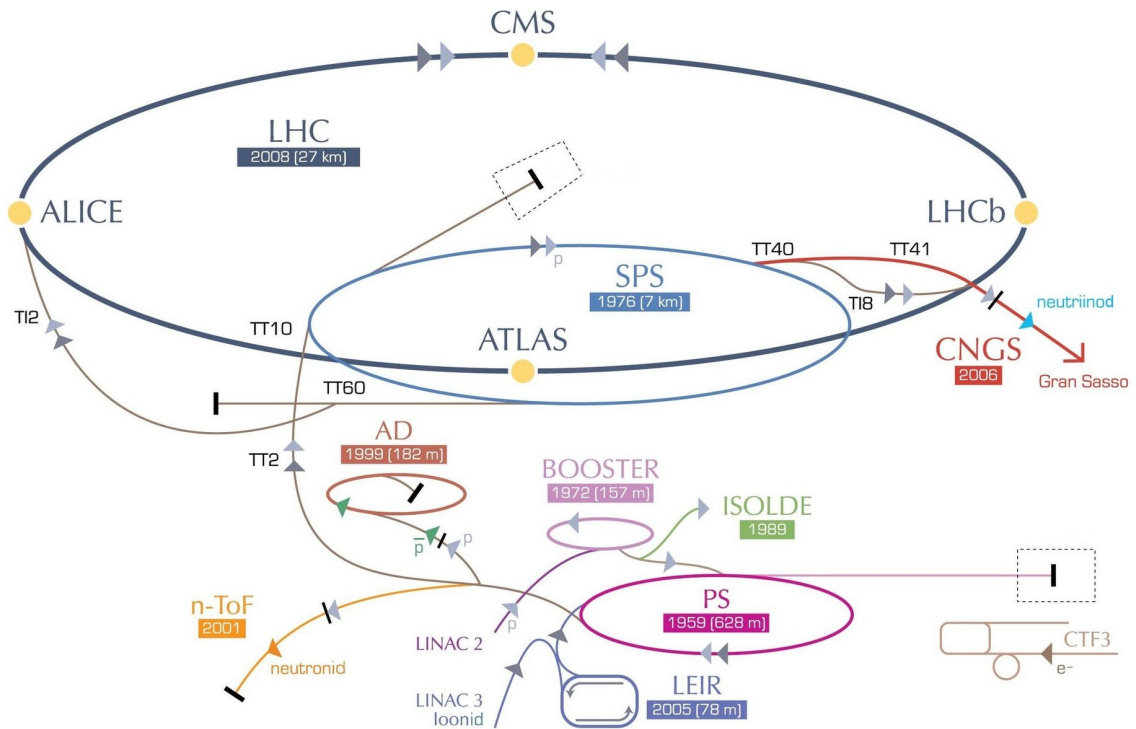 CMS
LHC
2008 (27 km)
ALICE
LHCb
TT40
TT41
SPS
1976 (7 km)
p
TI8
neutriinod
TI2
TT10
ATLAS
CNGS
2006
Gran Sasso
TT60
AD
1999 (182 m)
TT2
BOOSTER
1972 (157 m)
ISOLDE
1989
p̅
p
n-ToF
2001
neutronid
LINAC 2
p
PS
1959 (628 m)
CTF3
e-
LINAC 3
Ioonid
LEIR
2005 (78 m)